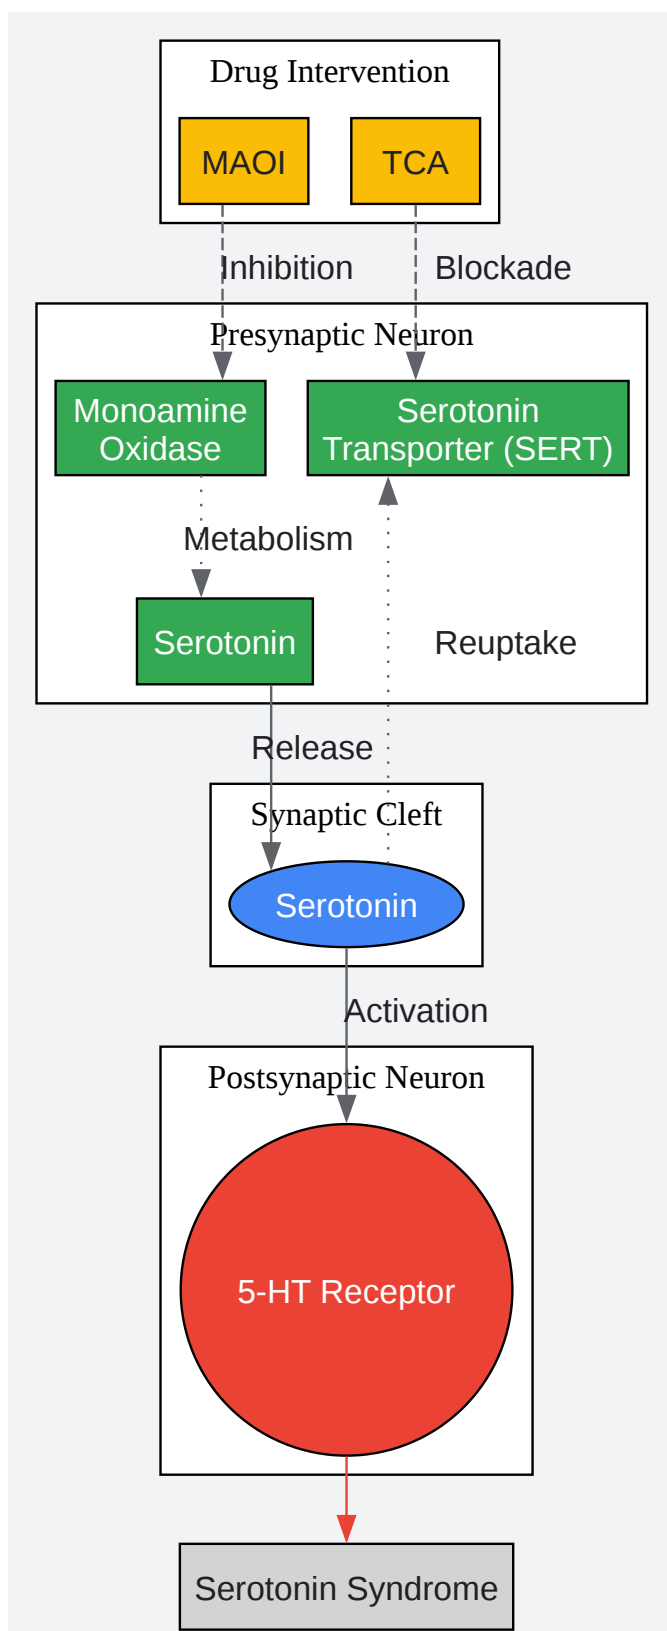 Drug Intervention
MAOI
TCA
Inhibition
Blockade
Presynaptic Neuron
Monoamine
Oxidase
Serotonin
Transporter (SERT)
Metabolism
Serotonin
Reuptake
Release
Synaptic Cleft
Serotonin
Activation
Postsynaptic Neuron
5-HT Receptor
Serotonin Syndrome